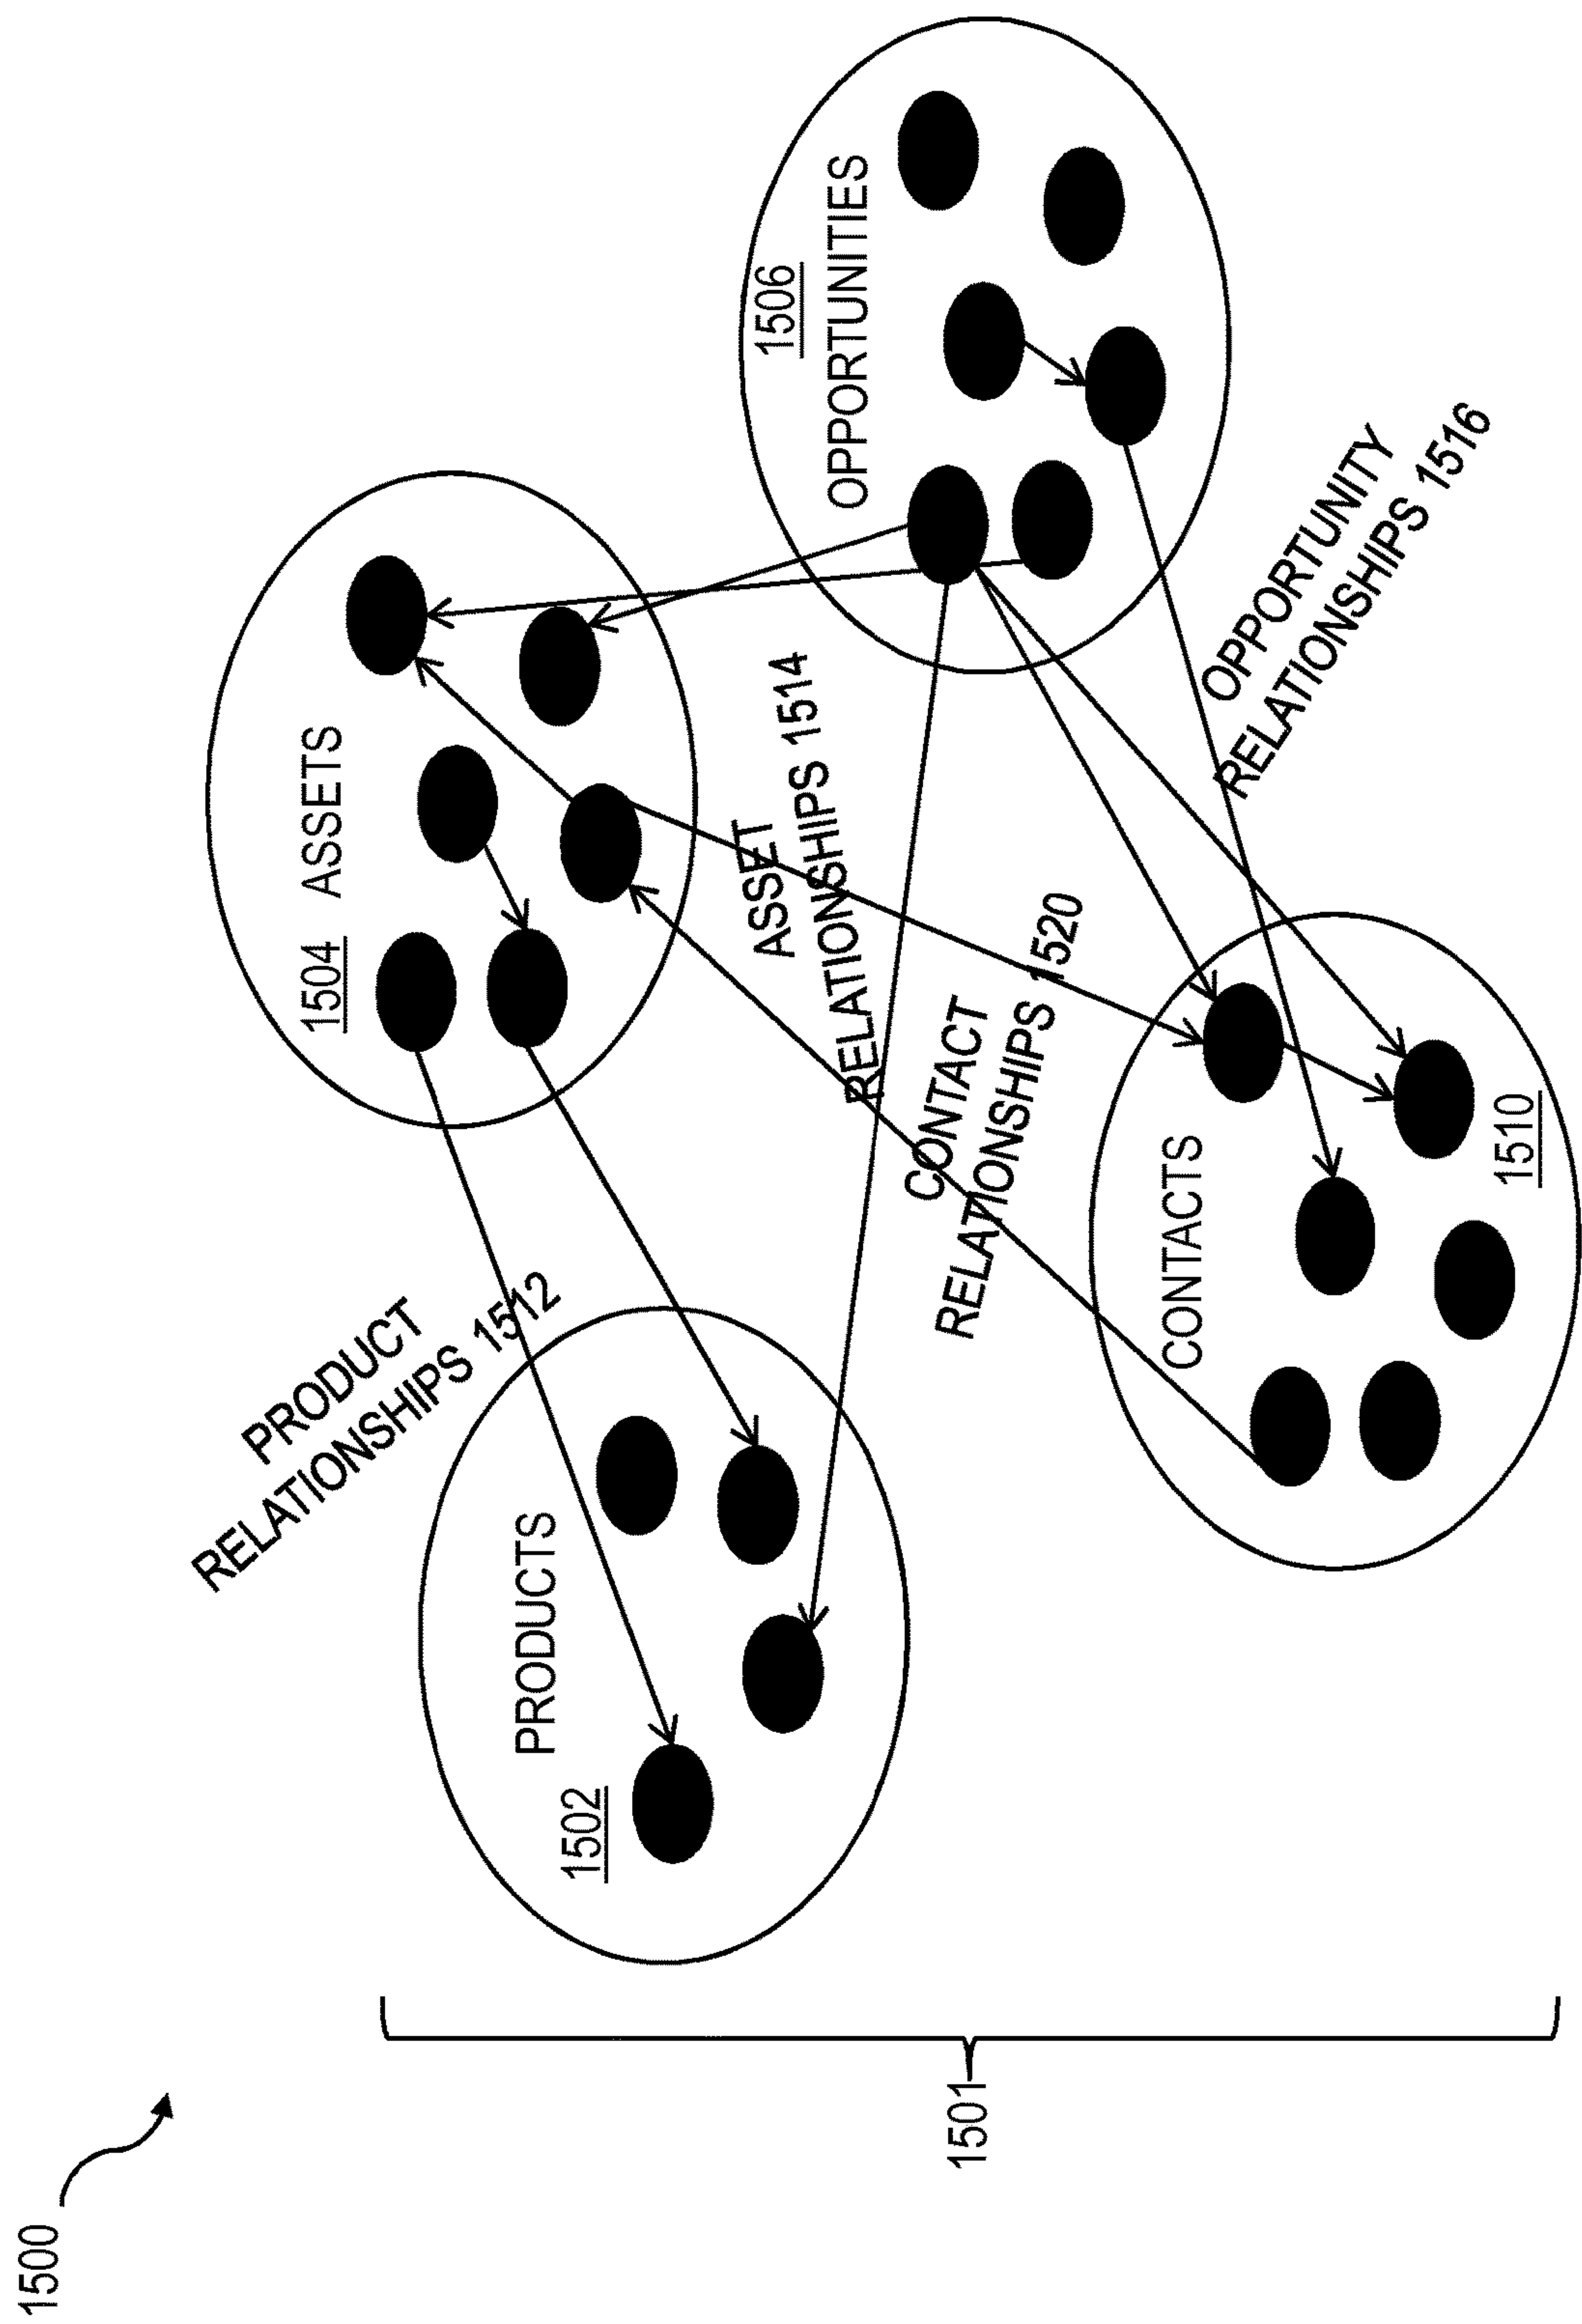 1500
1501
1502
PRODUCTS
PRODUCT
RELATIONSHIPS 1512
1504
ASSETS
ASSET
RELATIONSHIPS 1514
1506
OPPORTUNITIES
CONTACT
RELATIONSHIPS 1520
CONTACTS
1510
OPPORTUNITY
RELATIONSHIPS 1516